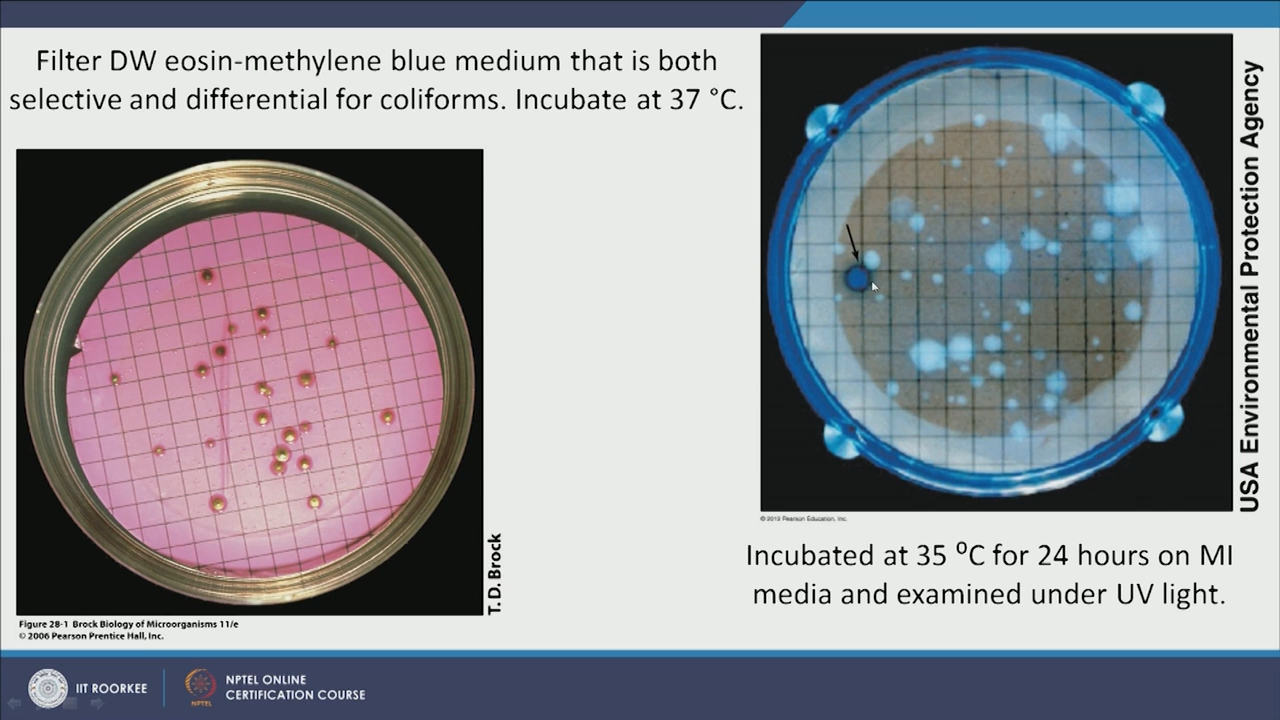 Filter DW eosin-methylene blue medium that is both
selective and differential for coliforms. Incubate at 37 °C.
T. D. Brock
Figure 28-1 Brock Biology of Microorganisms 11/e
© 2006 Pearson Prentice Hall, Inc.
USA Environmental Protection Agency
© 2013 Pearson Education, Inc.
Incubated at 35 ⁰C for 24 hours on MI
media and examined under UV light.
IIT ROORKEE
NPTEL
NPTEL ONLINE
CERTIFICATION COURSE